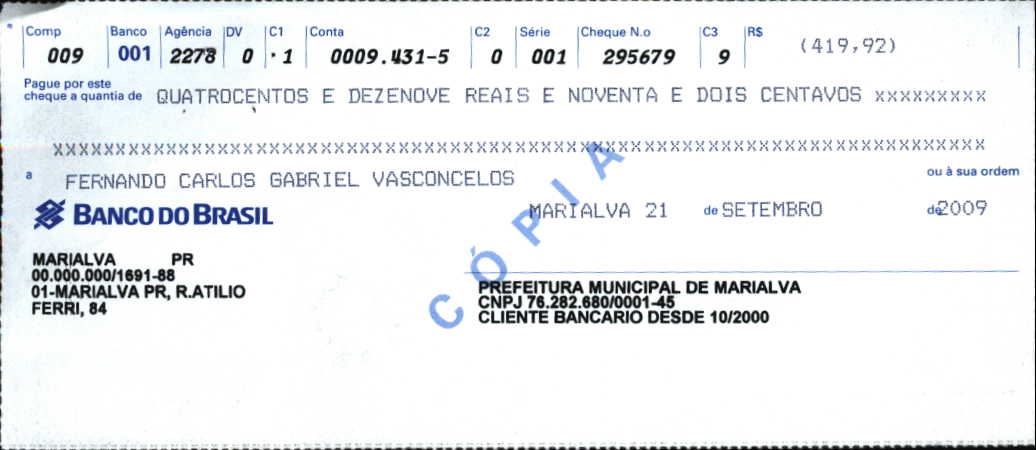 Comp Banco Agência DV C1 Conta C2 Série Cheque N.o C3 R$
009 001 2278 0 1 0009.431-5 0 001 295679 9 (419,92)
Pague por este
cheque a quantia de QUATROCENTOS E DEZENOVE REAIS E NOVENTA E DOIS CENTAVOS xxxxxxxxx
xxxxxxxxxxxxxxxxxxxxxxxxxxxxxxxxxxxxxxxxxxxxxxxxxxxxxxxxxxxxxxxxxxxxxxxxxxxxxxxxxx
a FERNANDO CARLOS GABRIEL VASCONCELOS ou à sua ordem
BANCO DO BRASIL
MARIALVA 21 de SETEMBRO de 2009
MARIALVA PR
00.000.000/1691-88
01-MARIALVA PR, R.ATILIO
FERRI, 84
PREFEITURA MUNICIPAL DE MARIALVA
CNPJ 76.282.680/0001-45
CLIENTE BANCARIO DESDE 10/2000
CÓPIA